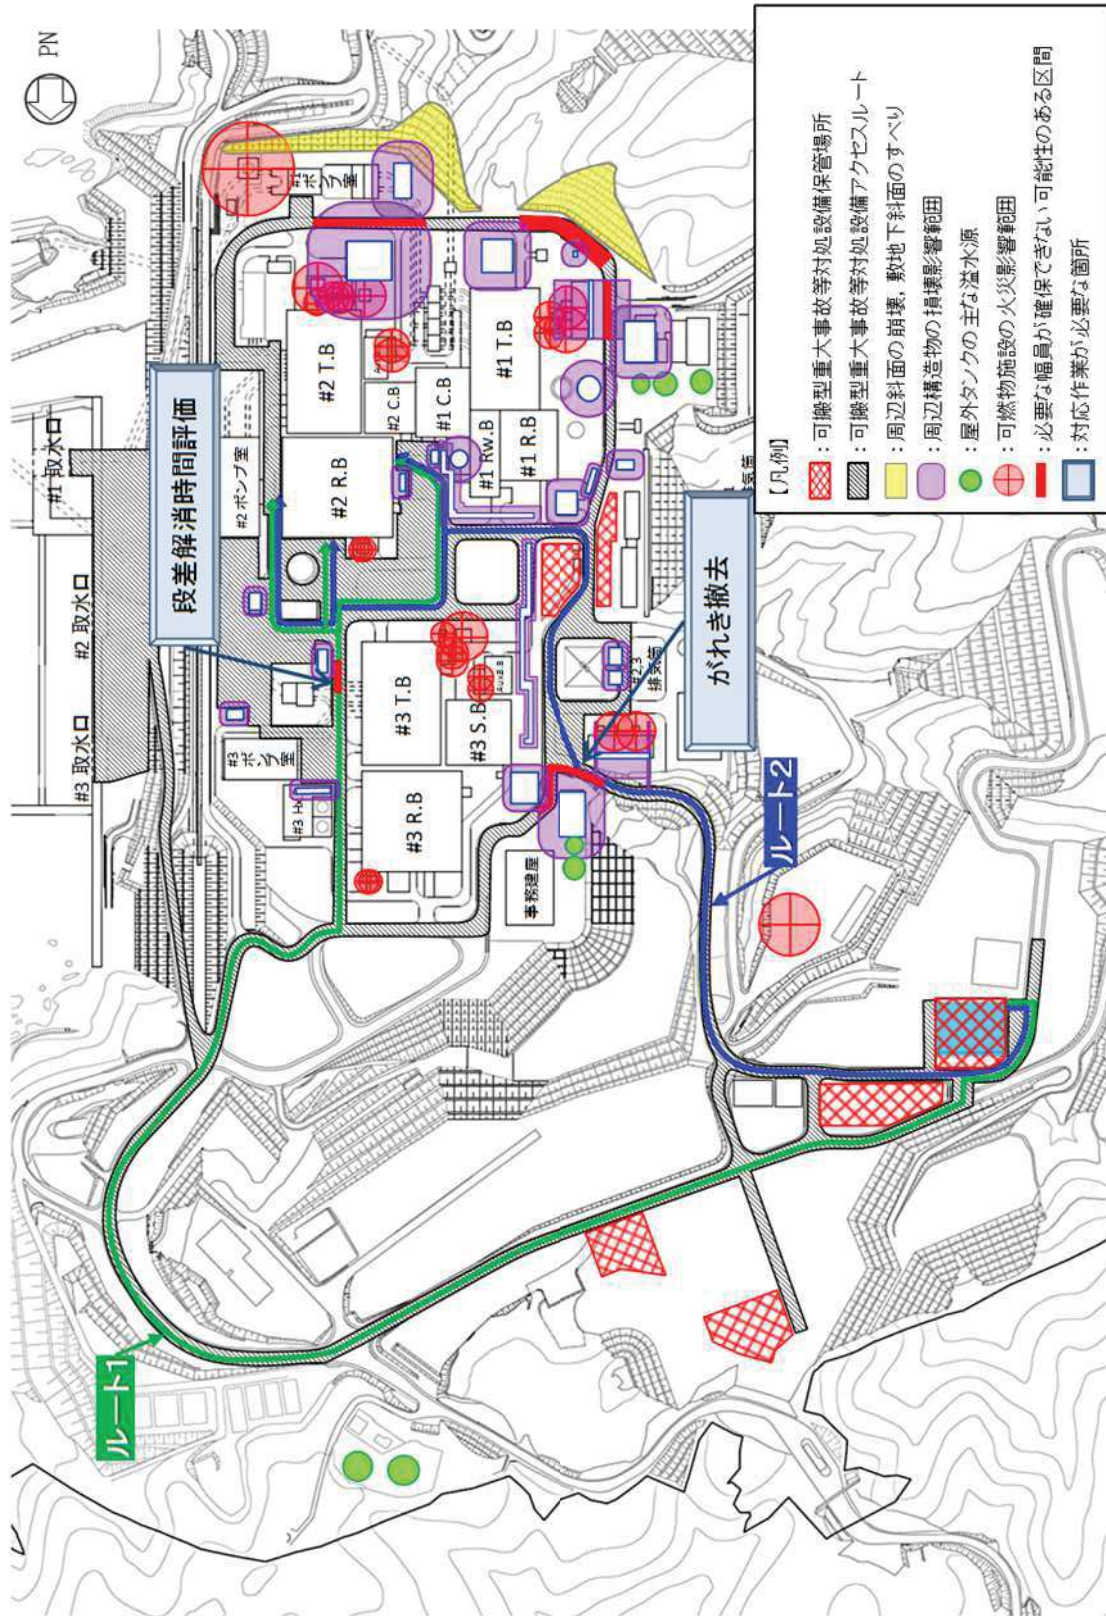 PN
#1 取水口
#2 取水口
#3 取水口
段差解消時間評価
#3
ポンプ室
#2 ポンプ室
#3
ポンプ室
#3 Hx
#2 T.B
#2 R.B
#2 C.B
#1 C.B
#1 T.B
#1 Rw.B
#1 R.B
#3 T.B
#3 S.B
Aux.B.B
#3 R.B
事務建屋
#2,3
排気筒
がれき撤去
ルート1
ルート2
【凡例】
:可搬型重大事故等対処設備保管場所
:可搬型重大事故等対処設備アクセスルート
:周辺斜面の崩壊,敷地下斜面のすべり
:周辺構造物の損壊影響範囲
:屋外タンクの主な溢水源
:可燃物施設の火災影響範囲
:必要な幅員が確保できない可能性のある区間
:対応作業が必要な箇所